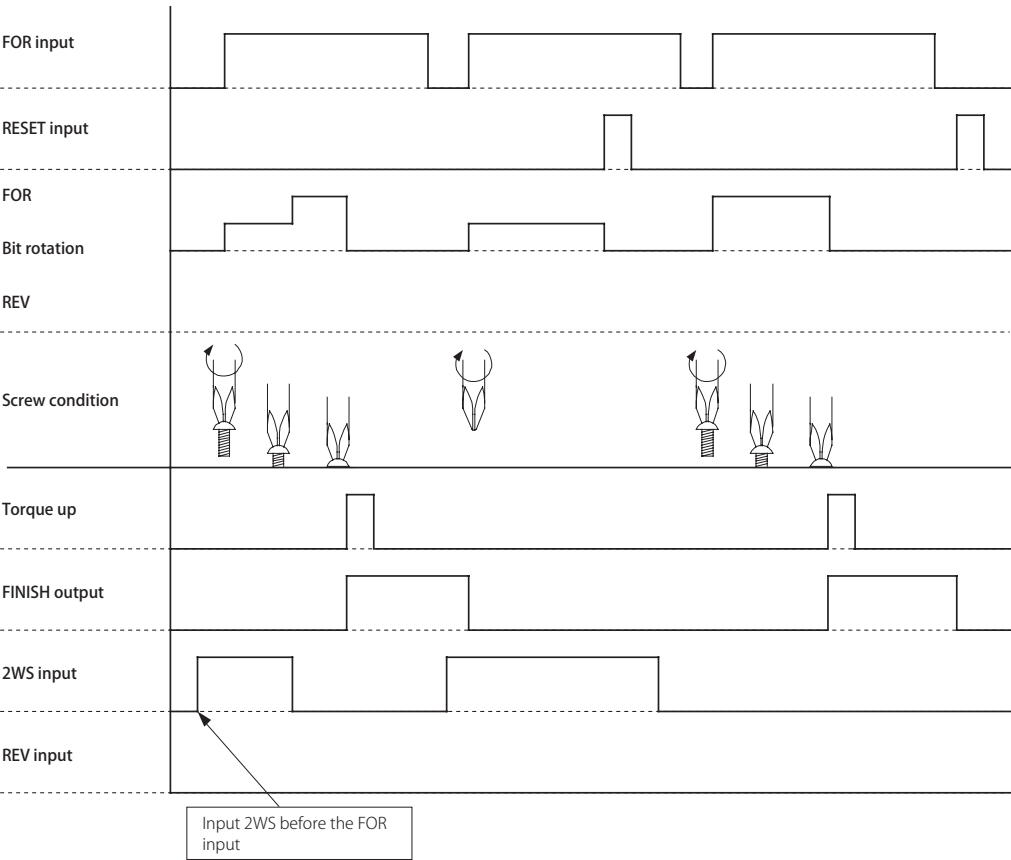 FOR input
RESET input
FOR
Bit rotation
REV
Screw condition
Torque up
FINISH output
2WS input
REV input
Input 2WS before the FOR
input